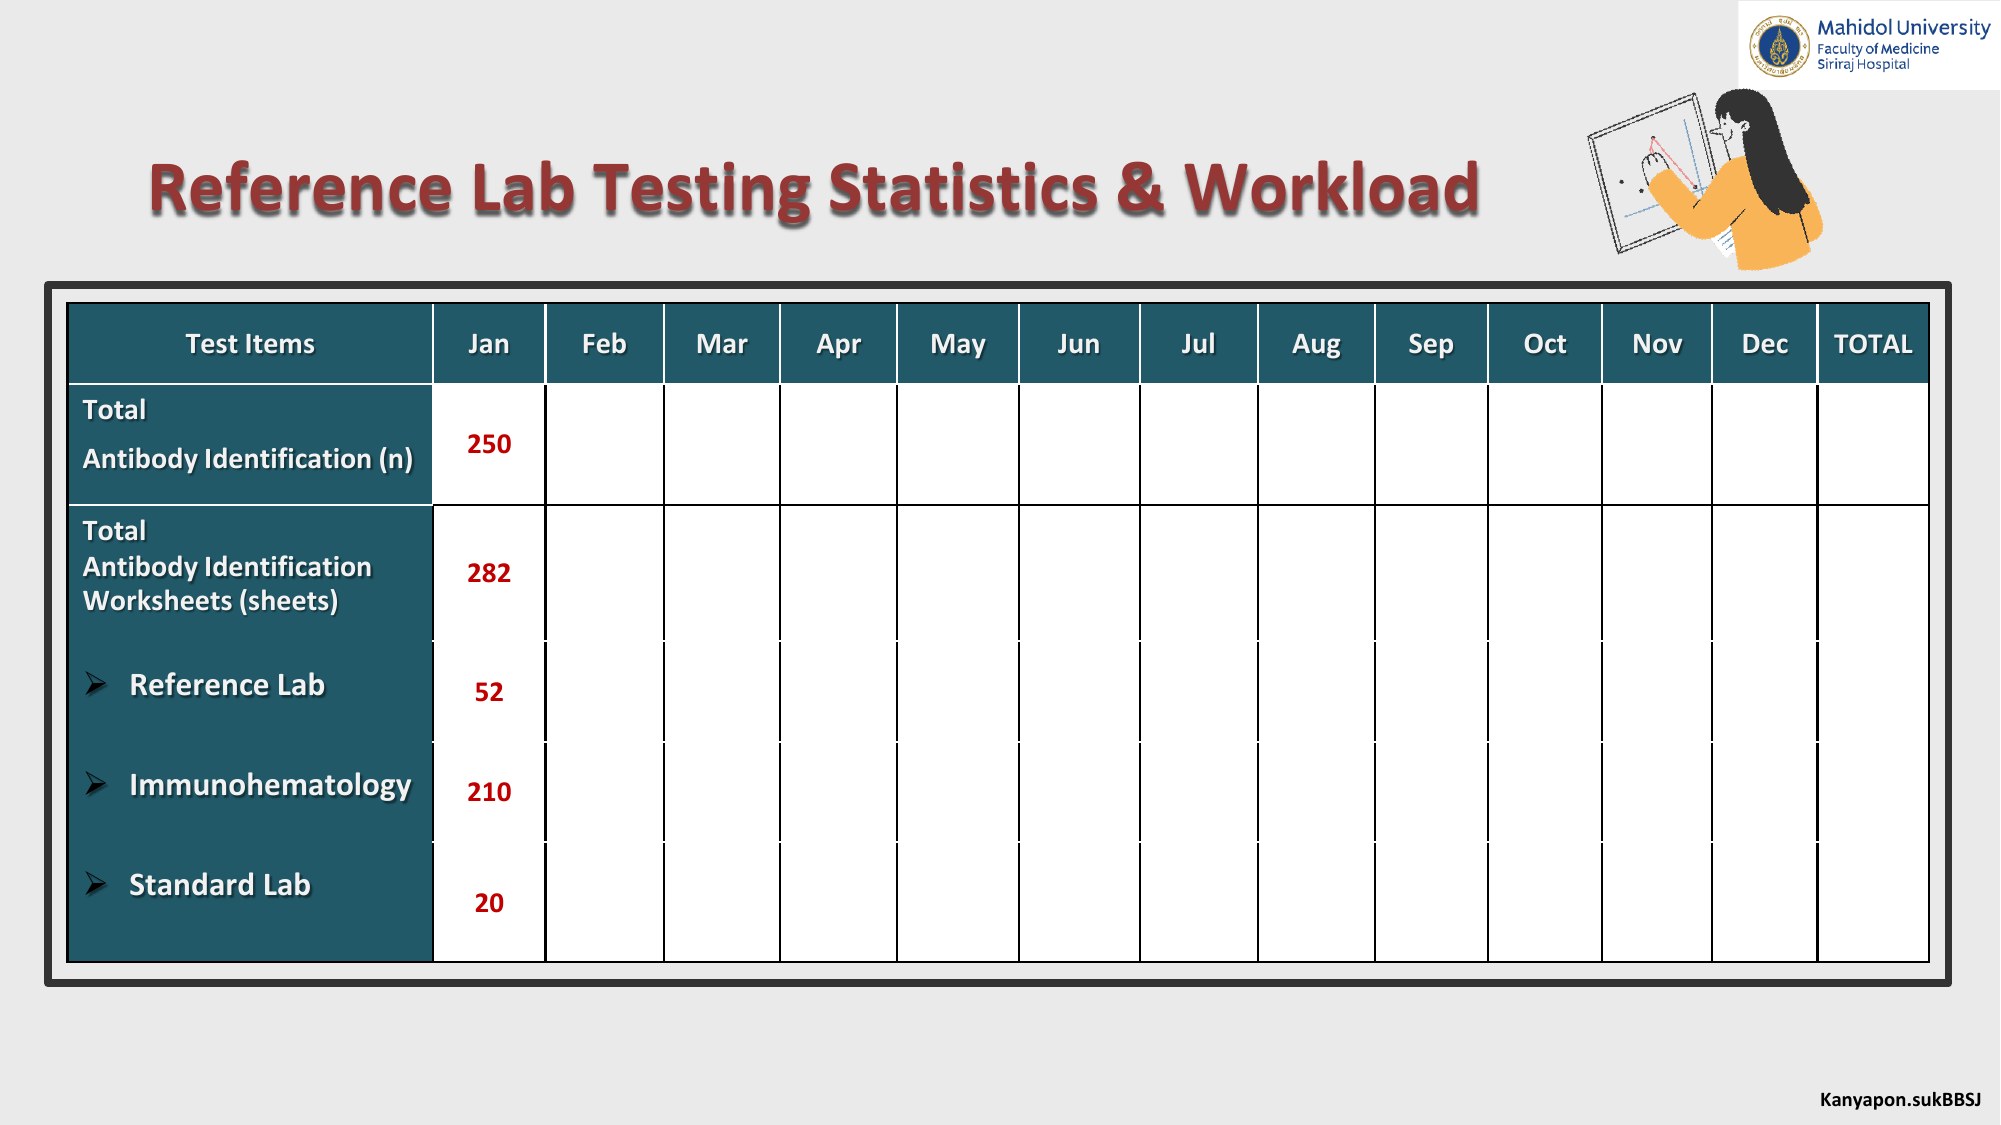 Mahidol University
Faculty of Medicine
Siriraj Hospital
Reference Lab Testing Statistics & Workload
Test Items Jan Feb Mar Apr May Jun Jul Aug Sep Oct Nov Dec TOTAL
Total
Antibody Identification (n)
250
Total
Antibody Identification
Worksheets (sheets)
282
➢ Reference Lab
52
➢ Immunohematology
210
➢ Standard Lab
20
Kanyapon.sukBBSJ